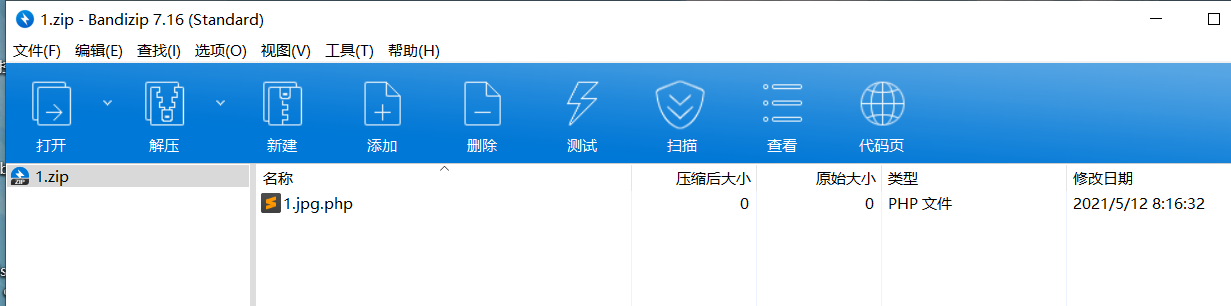 1.zip - Bandizip 7.16 (Standard)
文件(F) 编辑(E) 查找(I) 选项(O) 视图(V) 工具(T) 帮助(H)
打开 解压 新建 添加 删除 测试 扫描 查看 代码页
1.zip 名称 压缩后大小 原始大小 类型 修改日期
1.jpg.php 0 0 PHP 文件 2021/5/12 8:16:32